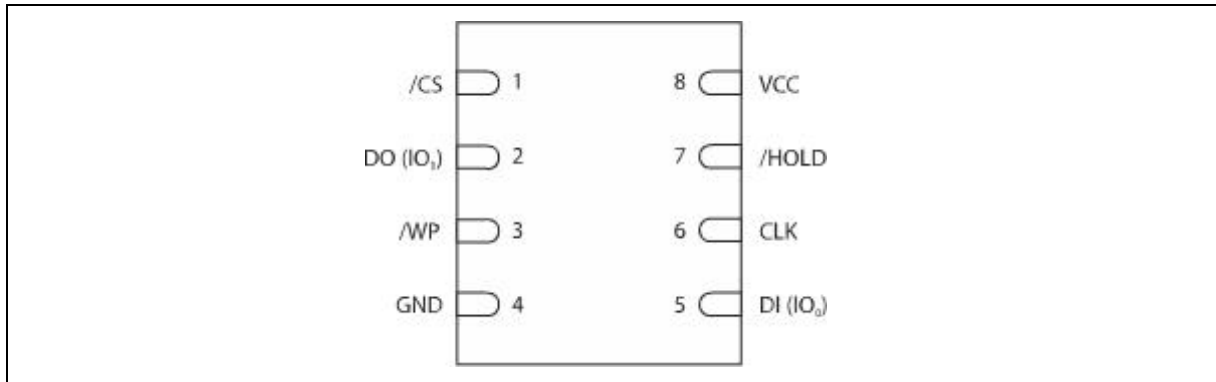 /CS 1 8 VCC
DO (IO₁) 2 7 /HOLD
/WP 3 6 CLK
GND 4 5 DI (IO₀)